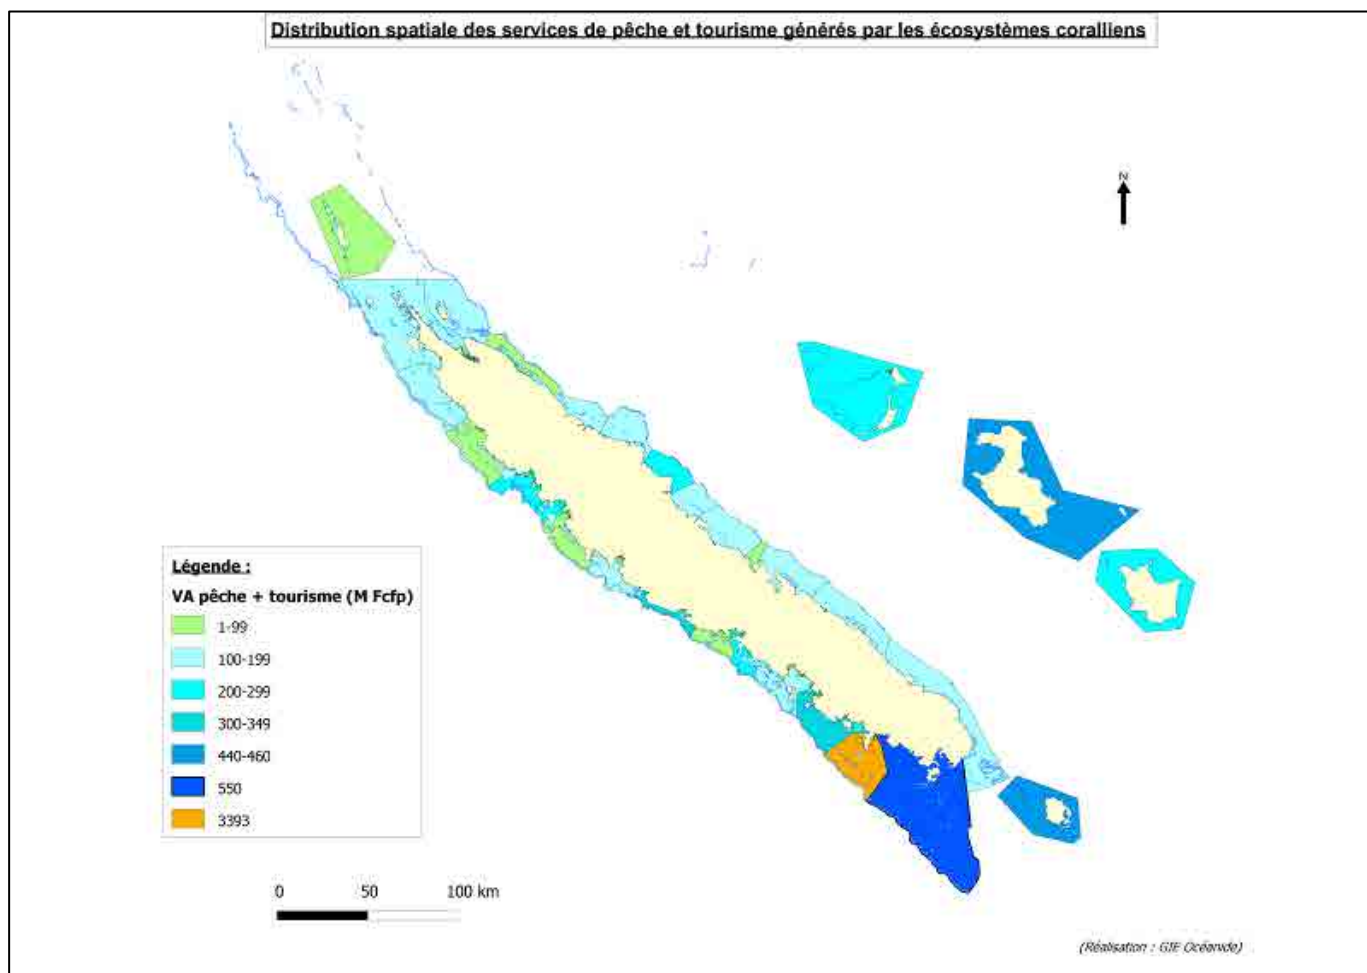 Distribution spatiale des services de pêche et tourisme générés par les écosystèmes coralliens
N
Légende :
VA pêche + tourisme (M Fcfp)
1-99
100-199
200-299
300-349
440-460
550
3393
0 50 100 km
(Réalisation : GIE Océanide)